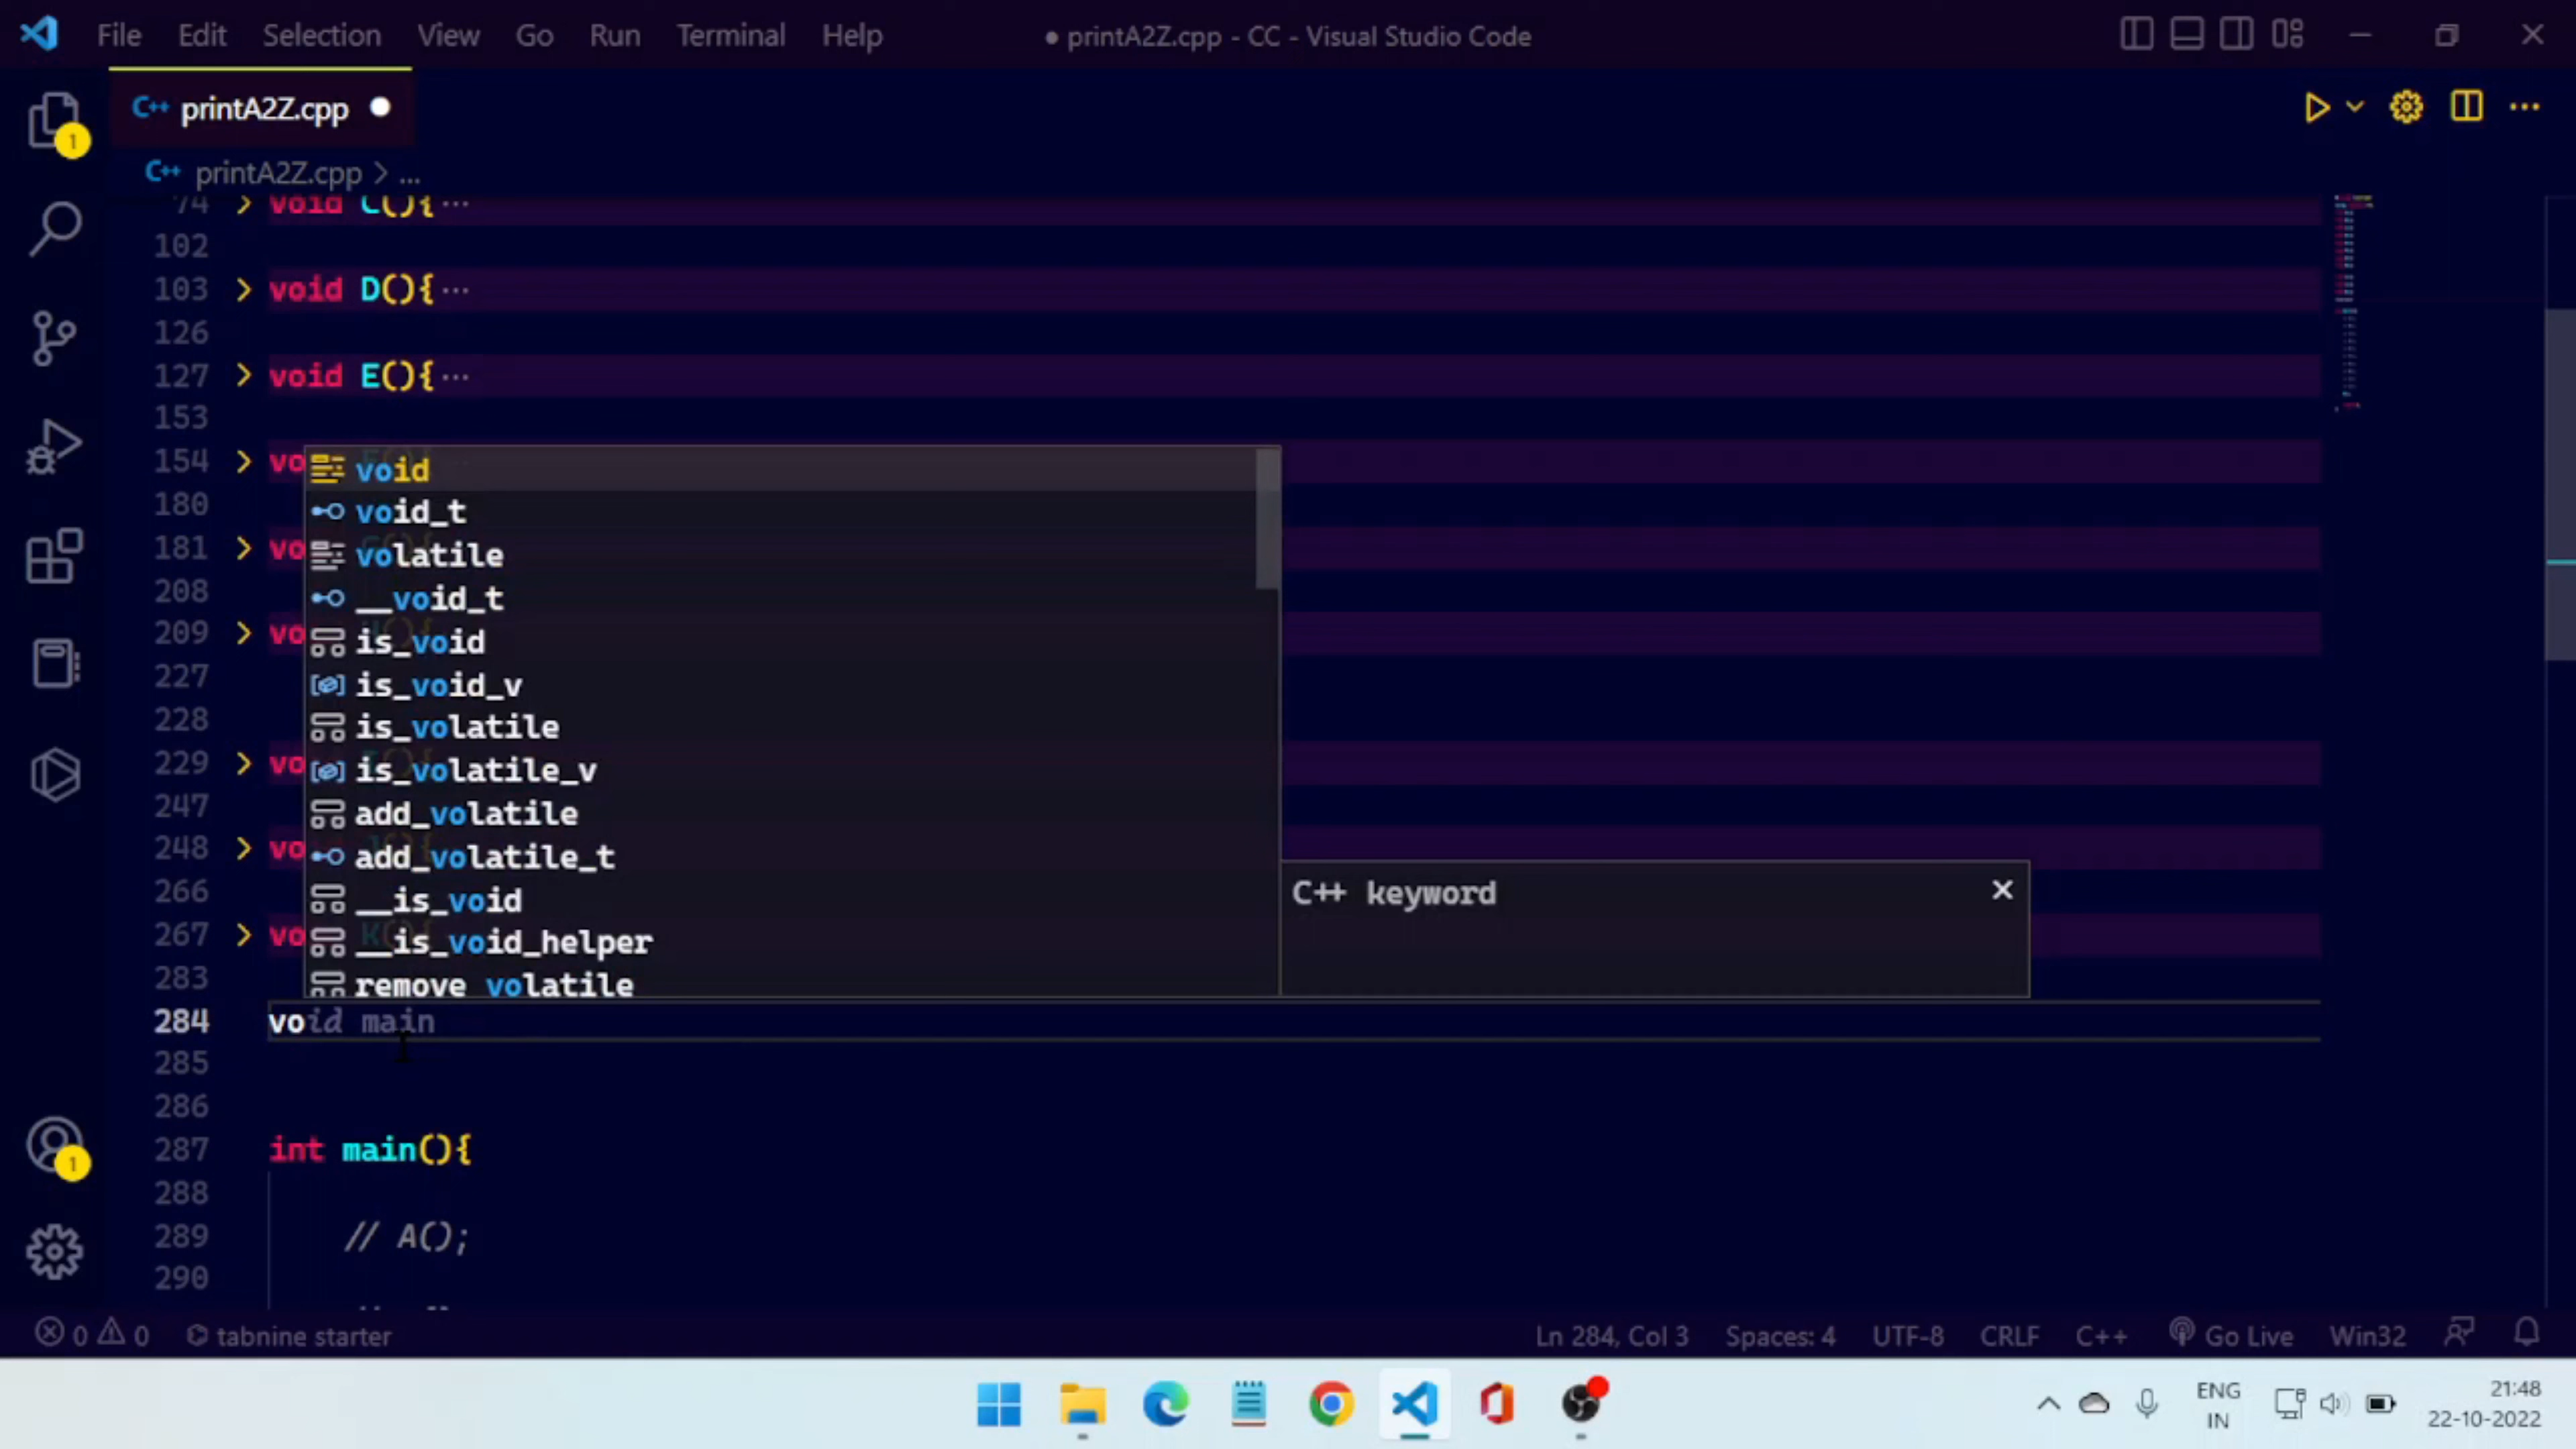 File Edit Selection View Go Run Terminal Help
● printA2Z.cpp - CC - Visual Studio Code
C++ printA2Z.cpp ●
1
C++ printA2Z.cpp > ...
74 > void C(){ ...
102
103 > void D(){ ...
126
127 > void E(){ ...
153
154 > vo
180
181 > vo
208
209 > vo
227
228
229 > vo
247
248 > vo
266
267 > vo K(){
283
void
void_t
volatile
__void_t
is_void
is_void_v
is_volatile
is_volatile_v
add_volatile
add_volatile_t
__is_void
__is_void_helper
remove_volatile
C++ keyword
284 void main
285
286
287 int main(){
288
289 // A();
290
1
0 0 tabnine starter
Ln 284, Col 3 Spaces: 4 UTF-8 CRLF C++ Go Live Win32
ENG
IN
21:48
22-10-2022